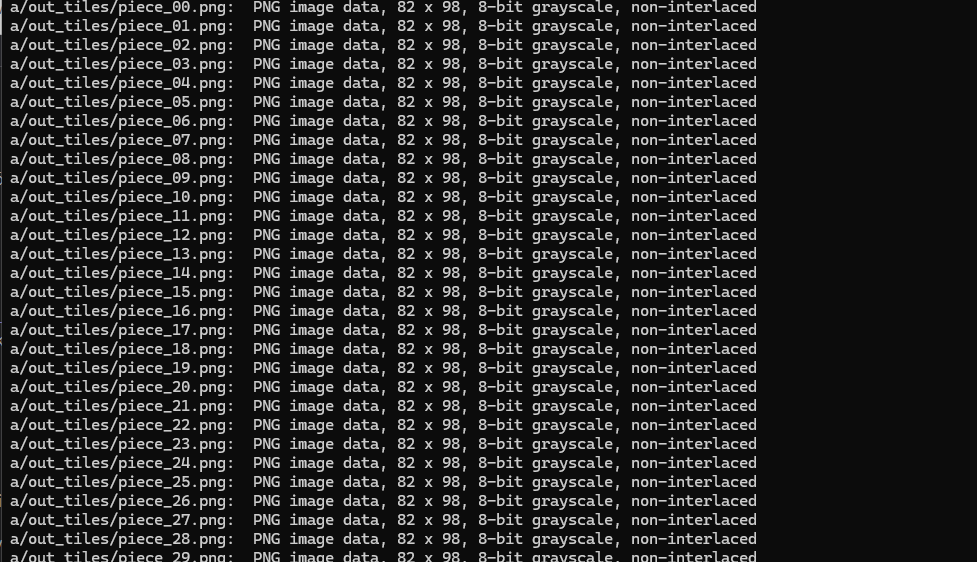 a/out_tiles/piece_00.png:  PNG image data, 82 x 98, 8-bit grayscale, non-interlaced
a/out_tiles/piece_01.png:  PNG image data, 82 x 98, 8-bit grayscale, non-interlaced
a/out_tiles/piece_02.png:  PNG image data, 82 x 98, 8-bit grayscale, non-interlaced
a/out_tiles/piece_03.png:  PNG image data, 82 x 98, 8-bit grayscale, non-interlaced
a/out_tiles/piece_04.png:  PNG image data, 82 x 98, 8-bit grayscale, non-interlaced
a/out_tiles/piece_05.png:  PNG image data, 82 x 98, 8-bit grayscale, non-interlaced
a/out_tiles/piece_06.png:  PNG image data, 82 x 98, 8-bit grayscale, non-interlaced
a/out_tiles/piece_07.png:  PNG image data, 82 x 98, 8-bit grayscale, non-interlaced
a/out_tiles/piece_08.png:  PNG image data, 82 x 98, 8-bit grayscale, non-interlaced
a/out_tiles/piece_09.png:  PNG image data, 82 x 98, 8-bit grayscale, non-interlaced
a/out_tiles/piece_10.png:  PNG image data, 82 x 98, 8-bit grayscale, non-interlaced
a/out_tiles/piece_11.png:  PNG image data, 82 x 98, 8-bit grayscale, non-interlaced
a/out_tiles/piece_12.png:  PNG image data, 82 x 98, 8-bit grayscale, non-interlaced
a/out_tiles/piece_13.png:  PNG image data, 82 x 98, 8-bit grayscale, non-interlaced
a/out_tiles/piece_14.png:  PNG image data, 82 x 98, 8-bit grayscale, non-interlaced
a/out_tiles/piece_15.png:  PNG image data, 82 x 98, 8-bit grayscale, non-interlaced
a/out_tiles/piece_16.png:  PNG image data, 82 x 98, 8-bit grayscale, non-interlaced
a/out_tiles/piece_17.png:  PNG image data, 82 x 98, 8-bit grayscale, non-interlaced
a/out_tiles/piece_18.png:  PNG image data, 82 x 98, 8-bit grayscale, non-interlaced
a/out_tiles/piece_19.png:  PNG image data, 82 x 98, 8-bit grayscale, non-interlaced
a/out_tiles/piece_20.png:  PNG image data, 82 x 98, 8-bit grayscale, non-interlaced
a/out_tiles/piece_21.png:  PNG image data, 82 x 98, 8-bit grayscale, non-interlaced
a/out_tiles/piece_22.png:  PNG image data, 82 x 98, 8-bit grayscale, non-interlaced
a/out_tiles/piece_23.png:  PNG image data, 82 x 98, 8-bit grayscale, non-interlaced
a/out_tiles/piece_24.png:  PNG image data, 82 x 98, 8-bit grayscale, non-interlaced
a/out_tiles/piece_25.png:  PNG image data, 82 x 98, 8-bit grayscale, non-interlaced
a/out_tiles/piece_26.png:  PNG image data, 82 x 98, 8-bit grayscale, non-interlaced
a/out_tiles/piece_27.png:  PNG image data, 82 x 98, 8-bit grayscale, non-interlaced
a/out_tiles/piece_28.png:  PNG image data, 82 x 98, 8-bit grayscale, non-interlaced
a/out_tiles/piece_29.png:  PNG image data, 82 x 98, 8-bit grayscale, non-interlaced